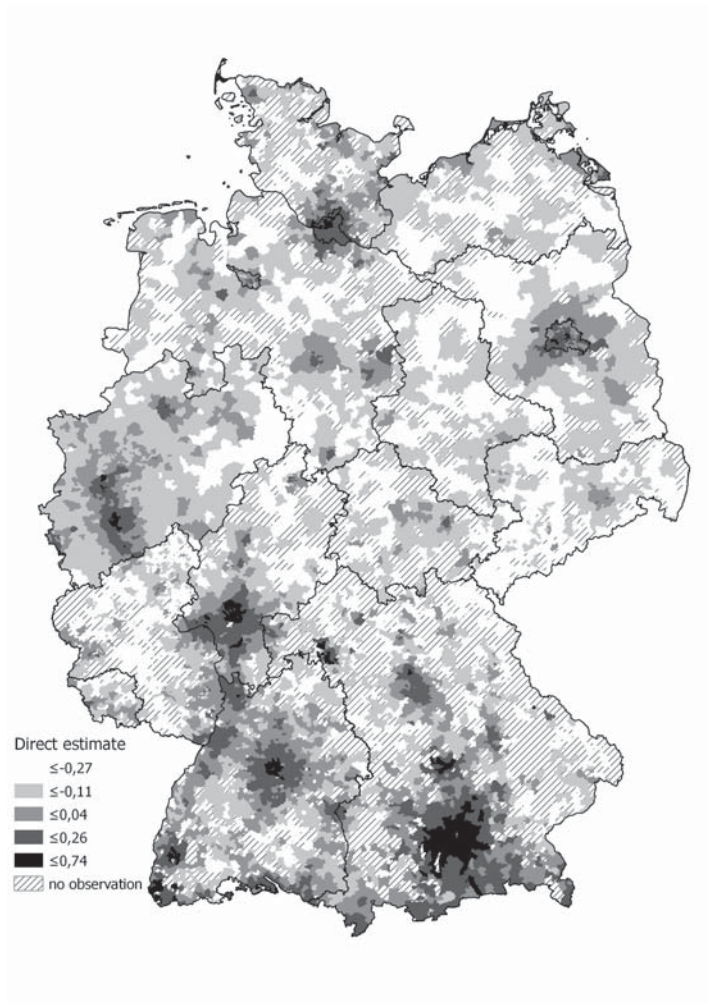 Direct estimate
≤-0,27
≤-0,11
≤0,04
≤0,26
≤0,74
no observation